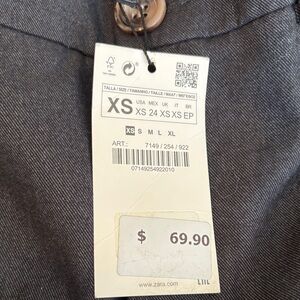 TALLA / SIZE / TAMANHO / TAILLE / MAAT / ΜΕΓΕΘΟΣ
XS
USA MEX UK IT BR
XS 24 XS XS EP
XS S M L XL
ART.: 7149 / 254 / 922
07149254922010
$ 69.90
www.zara.com